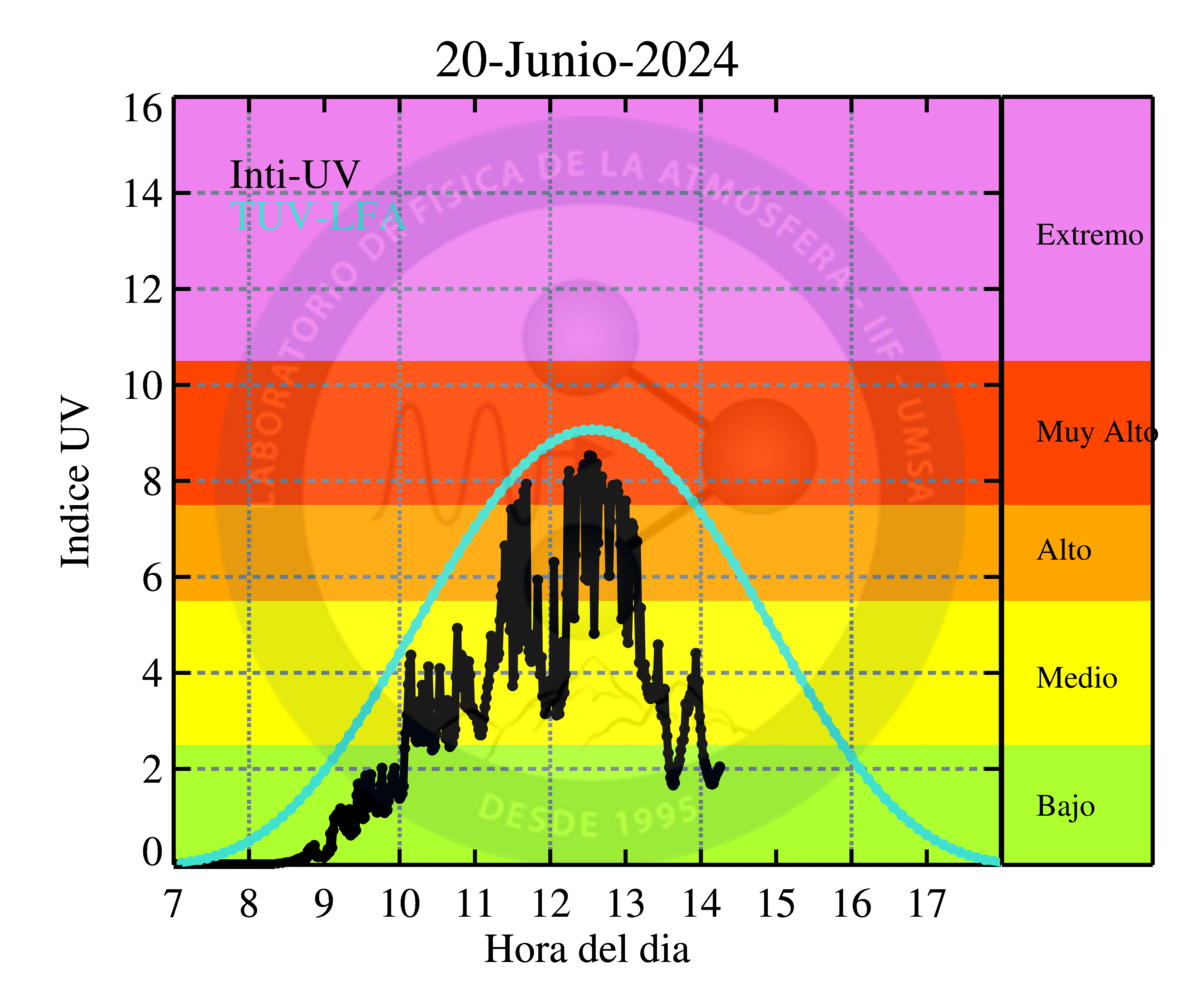 20-Junio-2024
16
14
12
10
8
6
4
2
0
Indice UV
Inti-UV
TUV-LFA
LABORATORIO DE FÍSICA DE LA ATMÓSFERA - IIF - UMSA
DESDE 1995
Extremo
Muy Alto
Alto
Medio
Bajo
7 8 9 10 11 12 13 14 15 16 17
Hora del dia